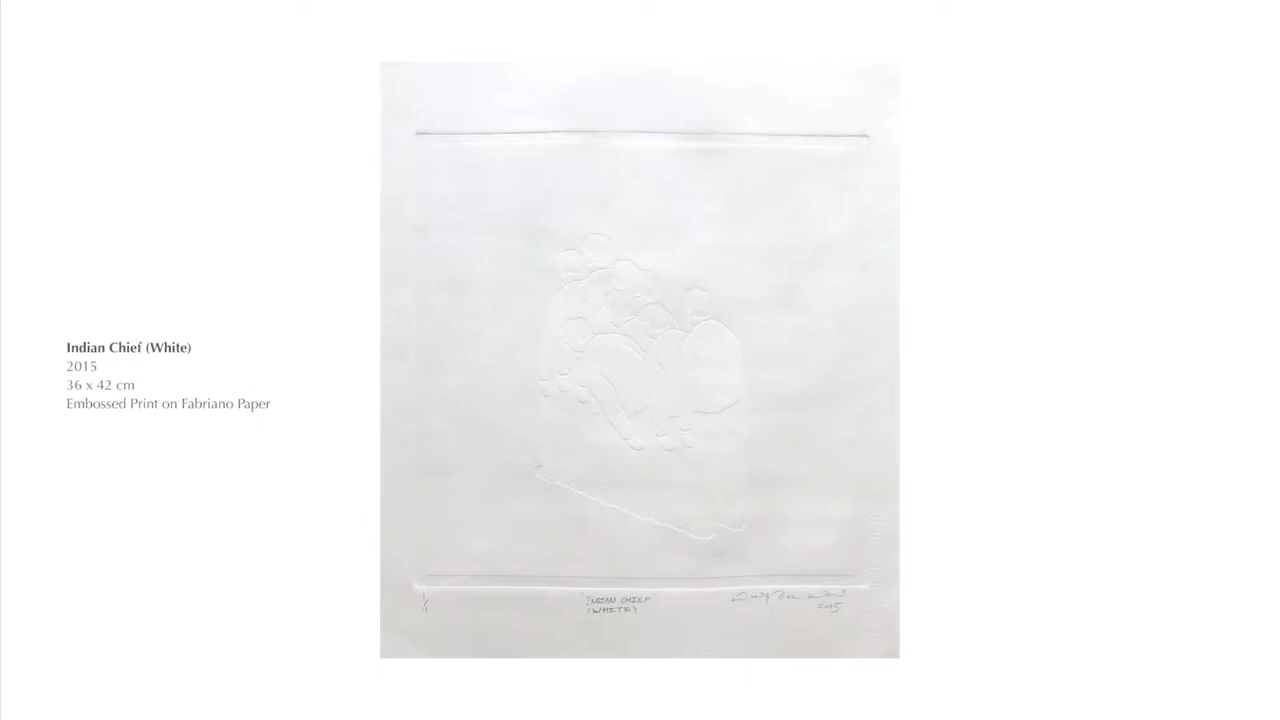 Indian Chief (White)
2015
36 x 42 cm
Embossed Print on Fabriano Paper
1/1
INDIAN CHIEF
(WHITE)
2015